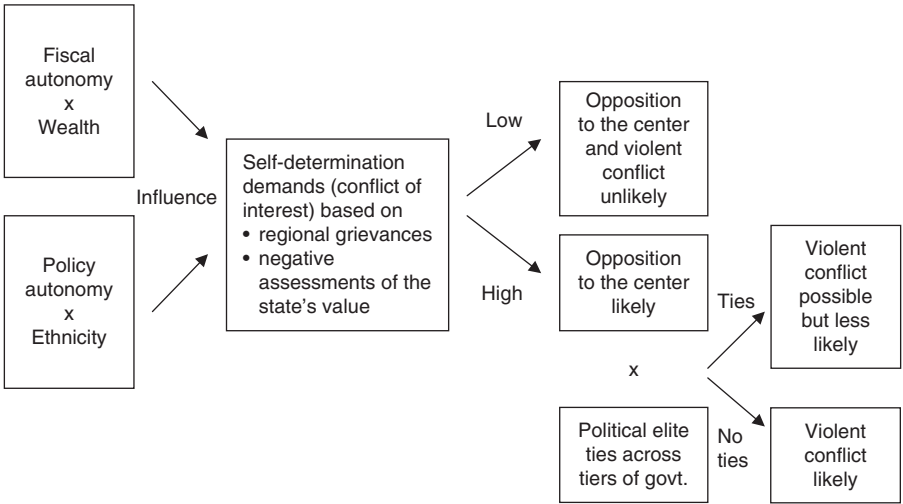 Fiscal
autonomy
x
Wealth
Policy
autonomy
x
Ethnicity
Influence
Self-determination
demands (conflict of
interest) based on
• regional grievances
• negative
assessments of the
state's value
Low
High
Opposition
to the center
and violent
conflict
unlikely
Opposition
to the center
likely
x
Political elite
ties across
tiers of govt.
Ties
No
ties
Violent
conflict
possible
but less
likely
Violent
conflict
likely